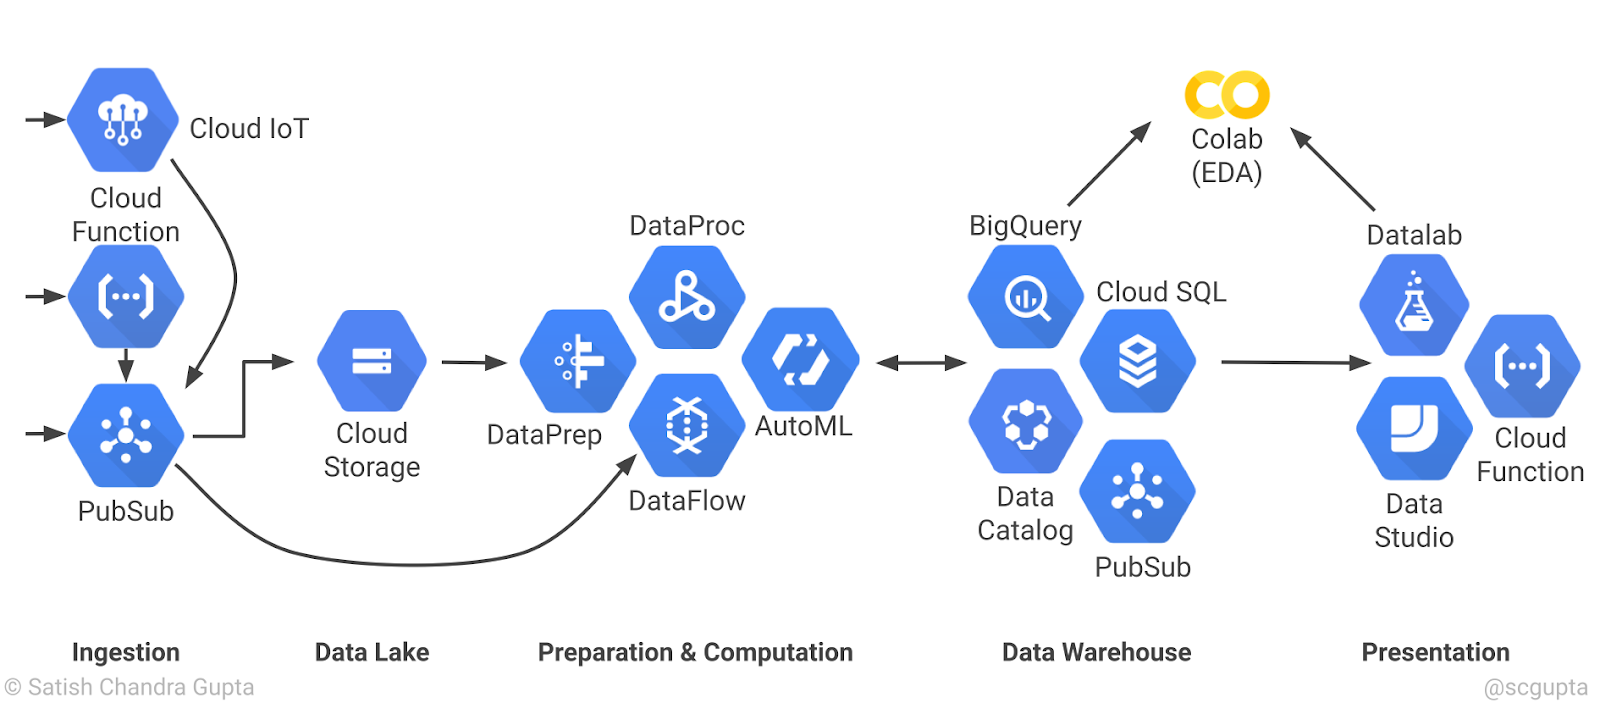 Cloud IoT
Cloud
Function
PubSub
Cloud
Storage
DataProc
DataPrep
AutoML
DataFlow
Colab
(EDA)
BigQuery
Cloud SQL
Data
Catalog
PubSub
Datalab
Cloud
Function
Data
Studio
Ingestion
Data Lake
Preparation & Computation
Data Warehouse
Presentation
© Satish Chandra Gupta
@scgupta